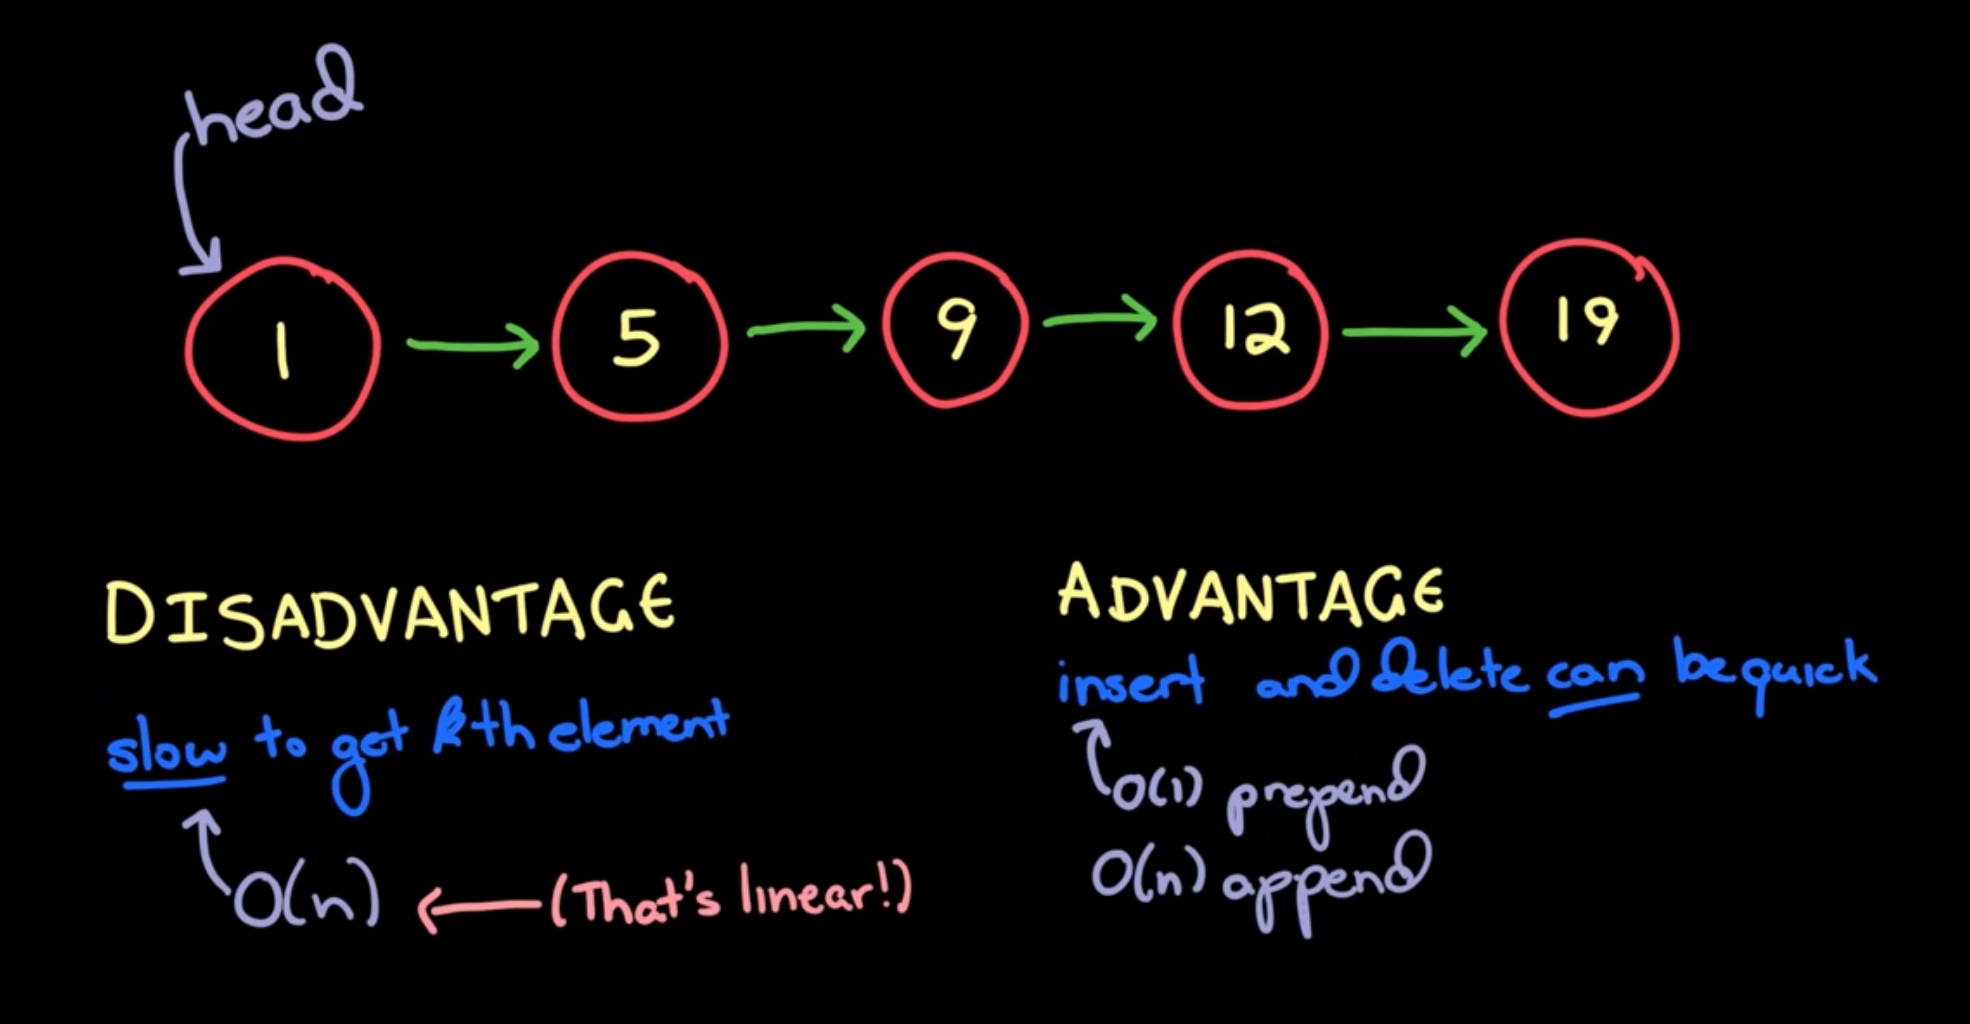 head
1 → 5 → 9 → 12 → 19
DISADVANTAGE
slow to get kth element
O(n) ← (That's linear!)
ADVANTAGE
insert and delete can be quick
O(1) prepend
O(n) append